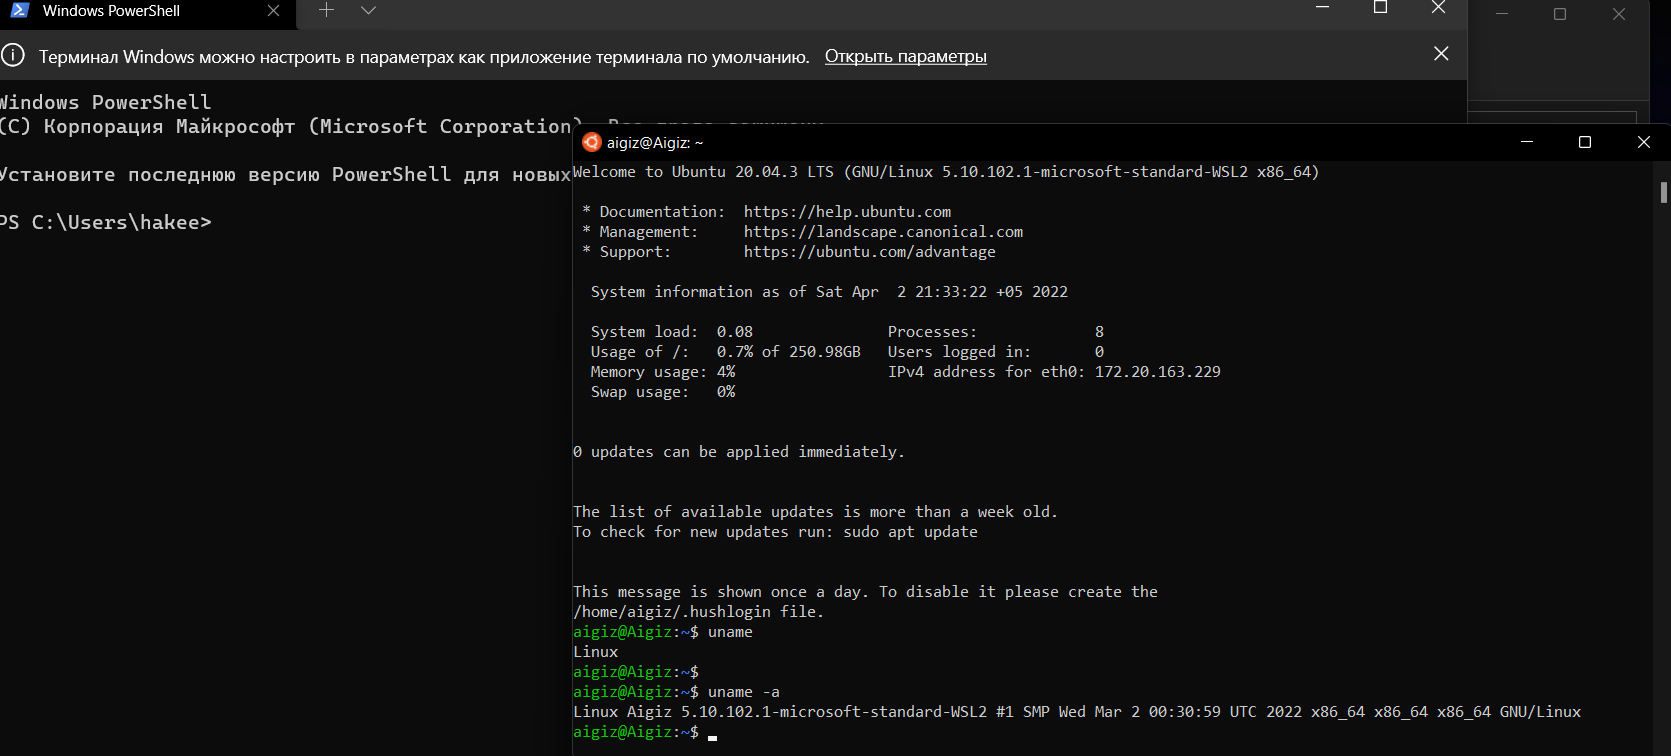 Windows PowerShell
Терминал Windows можно настроить в параметрах как приложение терминала по умолчанию. Открыть параметры
Windows PowerShell
(C) Корпорация Майкрософт (Microsoft Corporation)
Установите последнюю версию PowerShell для новых
PS C:\Users\hakee>
aigiz@Aigiz: ~
Welcome to Ubuntu 20.04.3 LTS (GNU/Linux 5.10.102.1-microsoft-standard-WSL2 x86_64)
* Documentation: https://help.ubuntu.com
* Management: https://landscape.canonical.com
* Support: https://ubuntu.com/advantage
System information as of Sat Apr 2 21:33:22 +05 2022
System load: 0.08 Processes: 8
Usage of /: 0.7% of 250.98GB Users logged in: 0
Memory usage: 4% IPv4 address for eth0: 172.20.163.229
Swap usage: 0%
0 updates can be applied immediately.
The list of available updates is more than a week old.
To check for new updates run: sudo apt update
This message is shown once a day. To disable it please create the
/home/aigiz/.hushlogin file.
aigiz@Aigiz:~$ uname
Linux
aigiz@Aigiz:~$
aigiz@Aigiz:~$ uname -a
Linux Aigiz 5.10.102.1-microsoft-standard-WSL2 #1 SMP Wed Mar 2 00:30:59 UTC 2022 x86_64 x86_64 x86_64 GNU/Linux
aigiz@Aigiz:~$